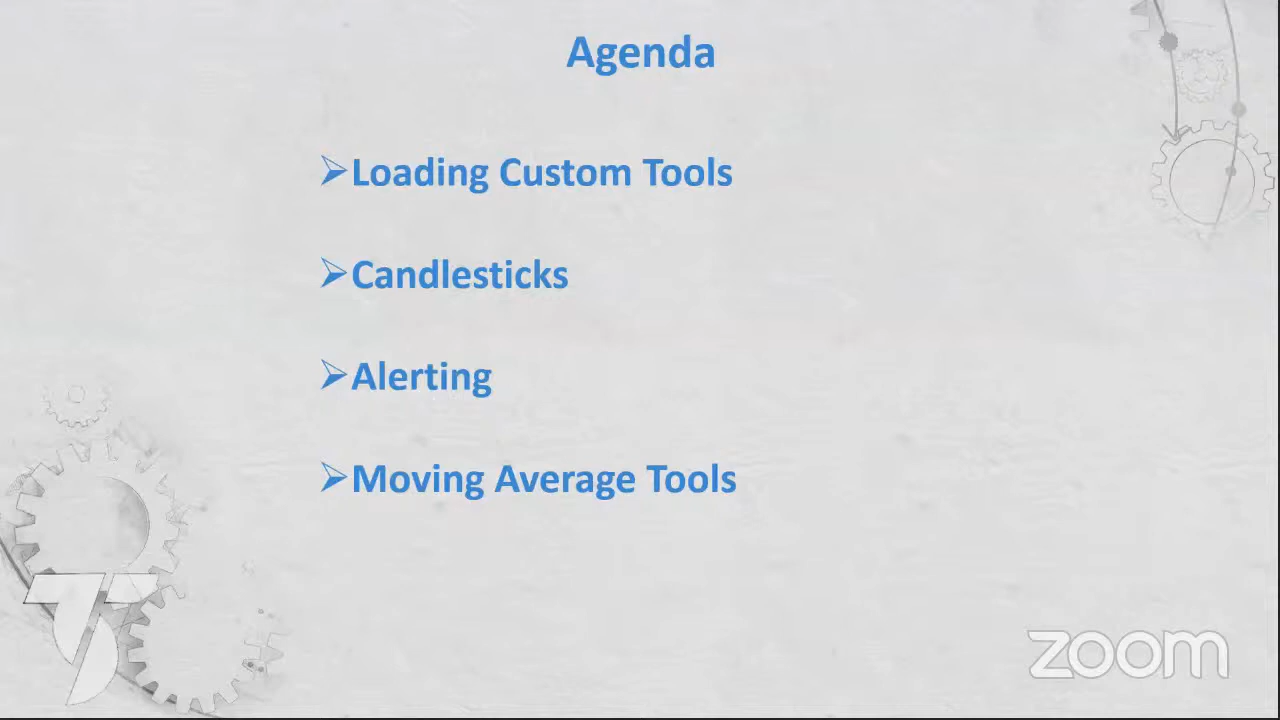 Agenda
➢Loading Custom Tools
➢Candlesticks
➢Alerting
➢Moving Average Tools
zoom